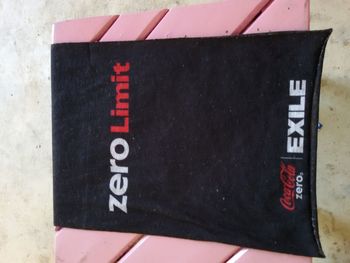 zero Limit
Coca-Cola
zero.
EXILE